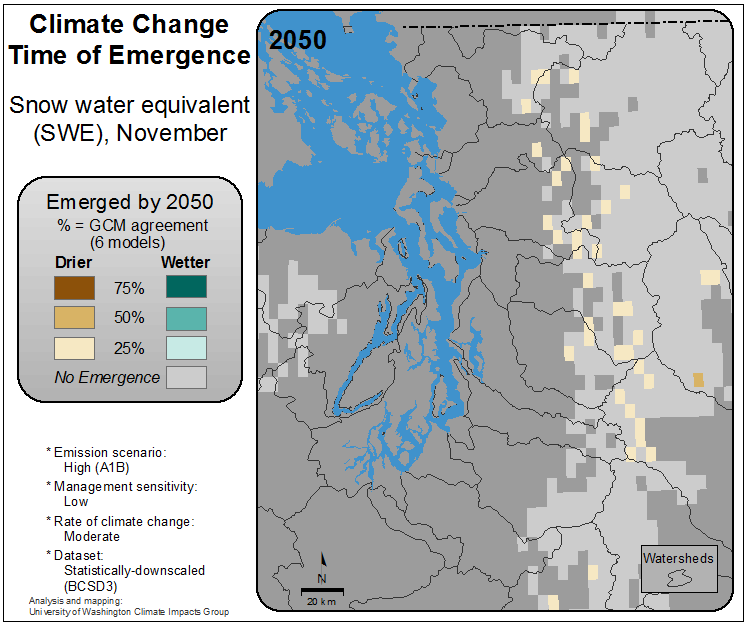 Climate Change
Time of Emergence
Snow water equivalent
(SWE), November
Emerged by 2050
% = GCM agreement
(6 models)
Drier Wetter
75%
50%
25%
No Emergence
* Emission scenario:
High (A1B)
* Management sensitivity:
Low
* Rate of climate change:
Moderate
* Dataset:
Statistically-downscaled
(BCSD3)
Analysis and mapping:
University of Washington Climate Impacts Group
2050
N
20 km
Watersheds